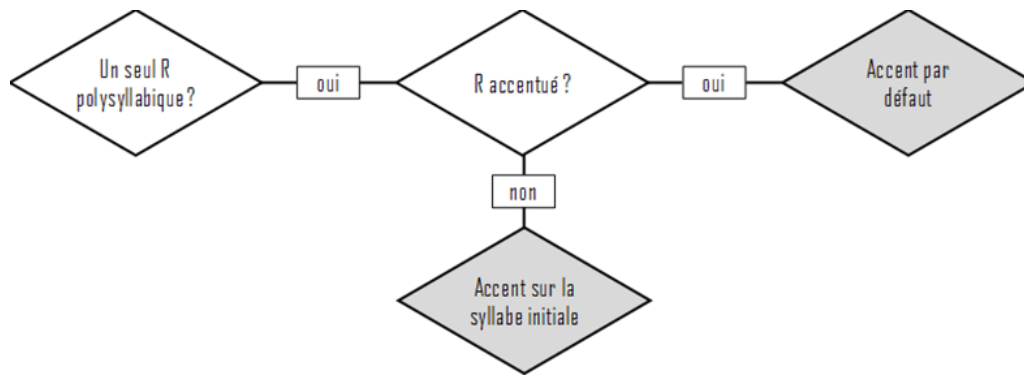 Un seul R
polysyllabique ?
oui
R accentué ?
oui
Accent par
défaut
non
Accent sur la
syllabe initiale